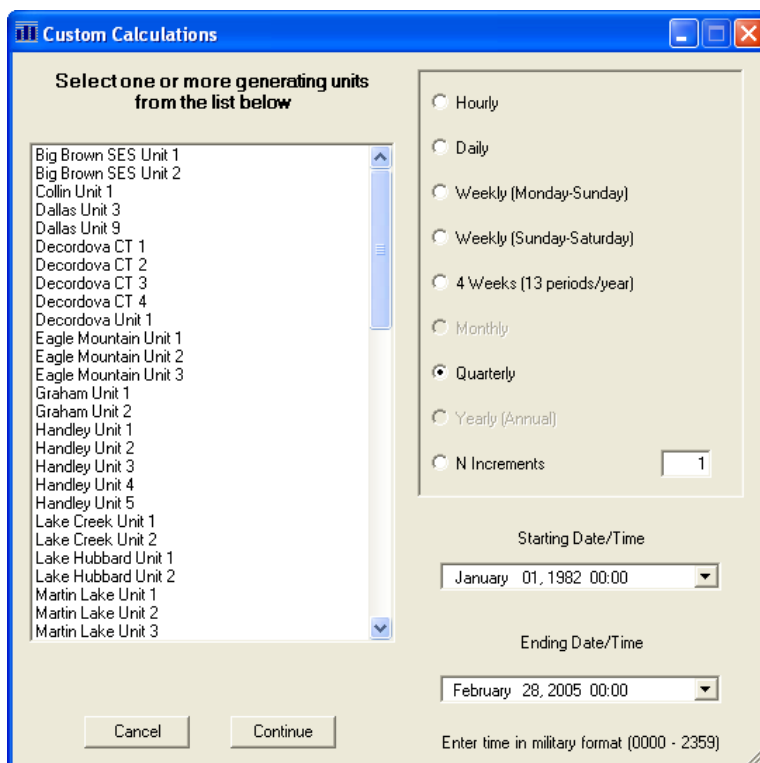 Custom Calculations
Select one or more generating units
from the list below
Big Brown SES Unit 1
Big Brown SES Unit 2
Collin Unit 1
Dallas Unit 3
Dallas Unit 9
Decordova CT 1
Decordova CT 2
Decordova CT 3
Decordova CT 4
Decordova Unit 1
Eagle Mountain Unit 1
Eagle Mountain Unit 2
Eagle Mountain Unit 3
Graham Unit 1
Graham Unit 2
Handley Unit 1
Handley Unit 2
Handley Unit 3
Handley Unit 4
Handley Unit 5
Lake Creek Unit 1
Lake Creek Unit 2
Lake Hubbard Unit 1
Lake Hubbard Unit 2
Martin Lake Unit 1
Martin Lake Unit 2
Martin Lake Unit 3
Cancel
Continue
Hourly
Daily
Weekly (Monday-Sunday)
Weekly (Sunday-Saturday)
4 Weeks (13 periods/year)
Monthly
Quarterly
Yearly (Annual)
N Increments 1
Starting Date/Time
January 01, 1982 00:00
Ending Date/Time
February 28, 2005 00:00
Enter time in military format (0000 - 2359)